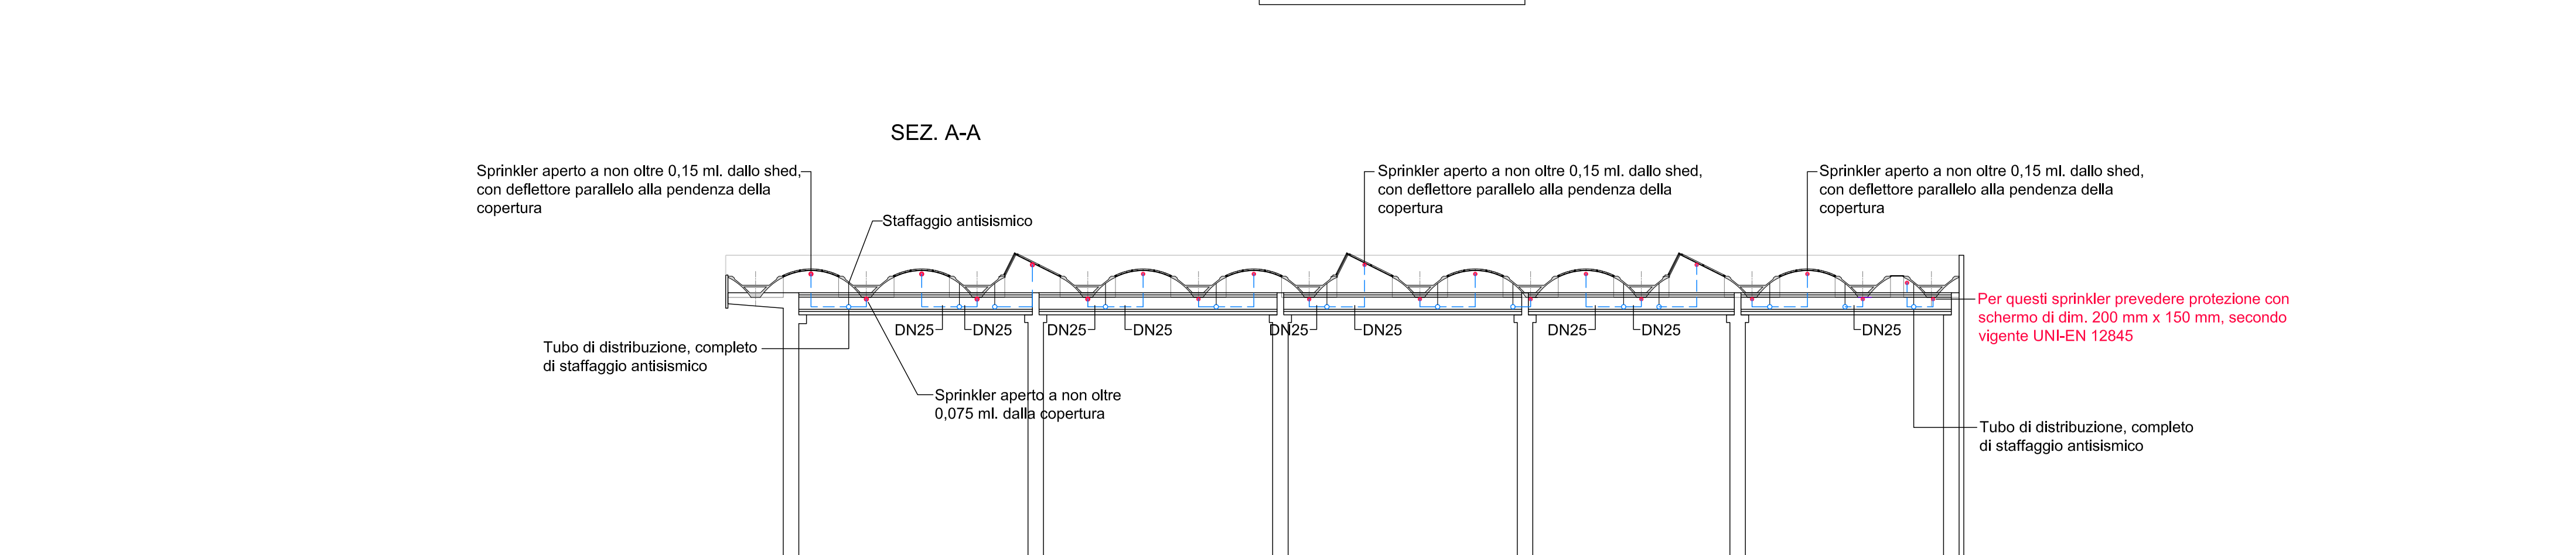 SEZ. A-A
Sprinkler aperto a non oltre 0,15 ml. dallo shed,
con deflettore parallelo alla pendenza della
copertura
Sprinkler aperto a non oltre 0,15 ml. dallo shed,
con deflettore parallelo alla pendenza della
copertura
Sprinkler aperto a non oltre 0,15 ml. dallo shed,
con deflettore parallelo alla pendenza della
copertura
Staffaggio antisismico
Per questi sprinkler prevedere protezione con
schermo di dim. 200 mm x 150 mm, secondo
vigente UNI-EN 12845
DN25
DN25
DN25
DN25
DN25
DN25
DN25
DN25
DN25
Tubo di distribuzione, completo
di staffaggio antisismico
Sprinkler aperto a non oltre
0,075 ml. dalla copertura
Tubo di distribuzione, completo
di staffaggio antisismico